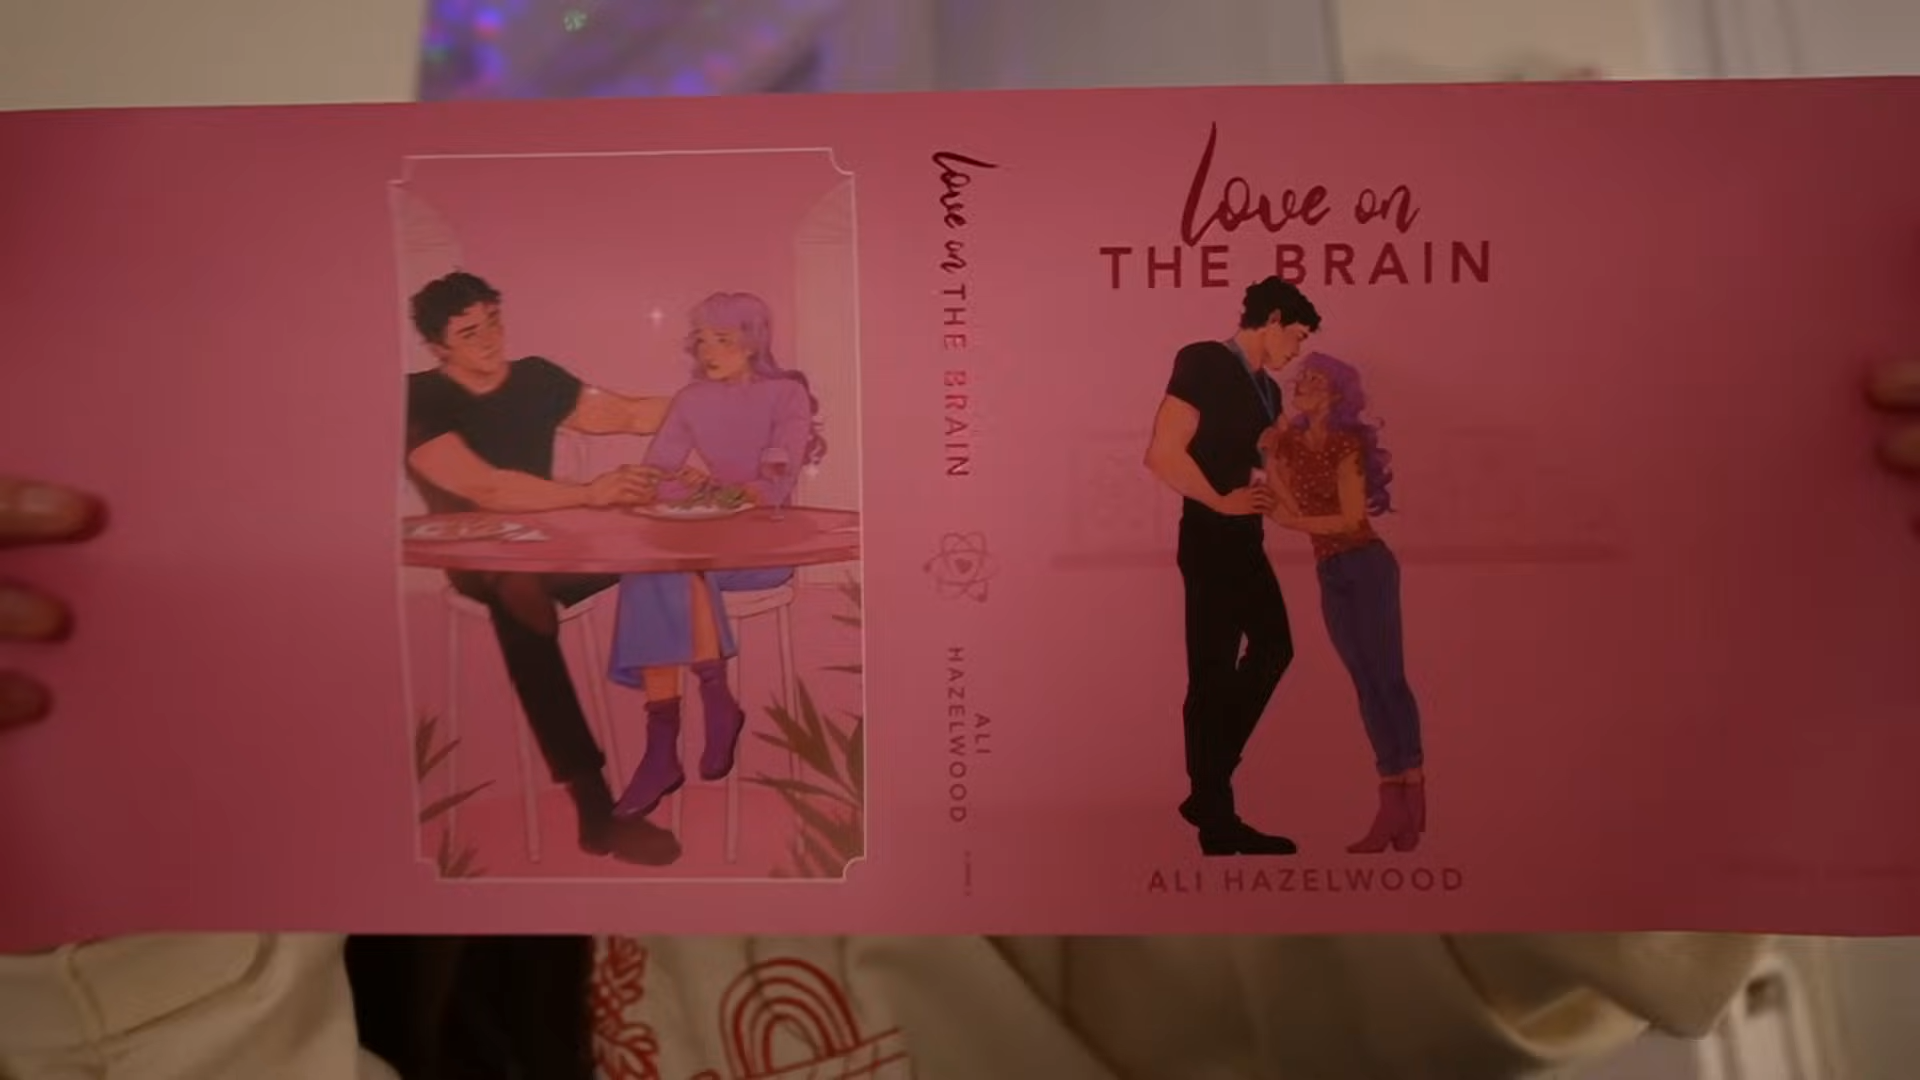 love on THE BRAIN
ALI
HAZELWOOD
love on
THE BRAIN
ALI HAZELWOOD